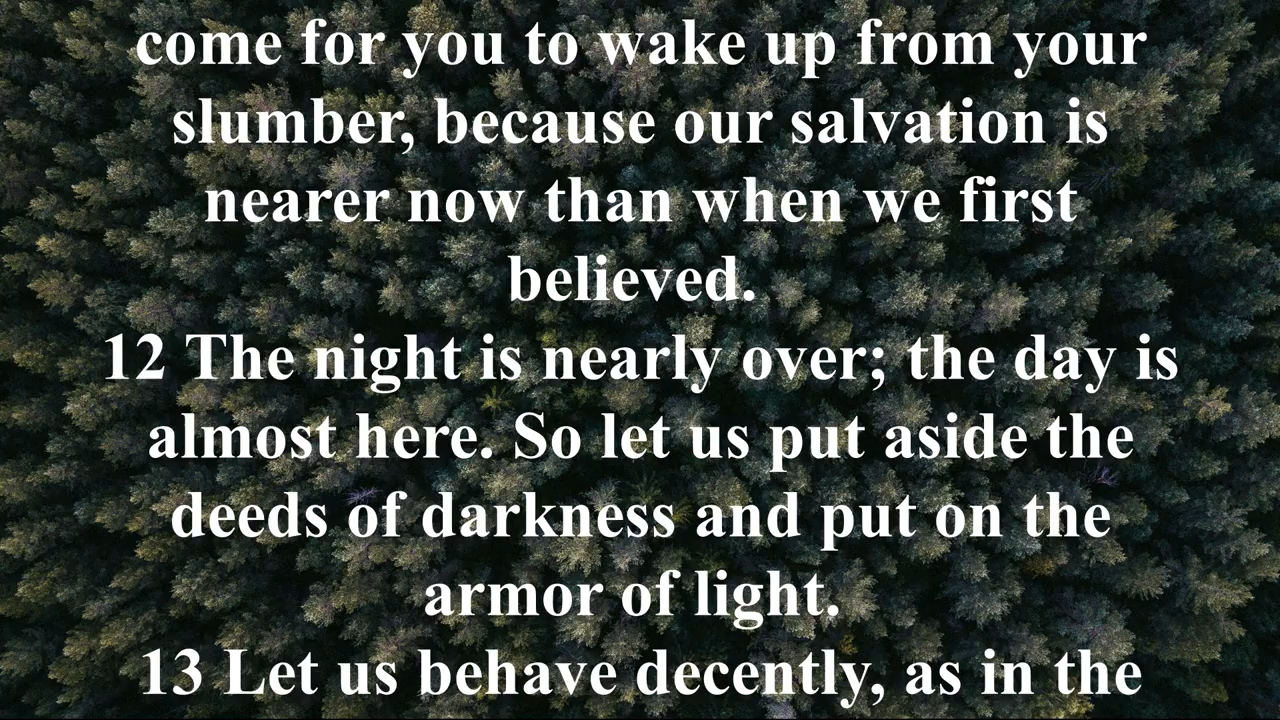 come for you to wake up from your
slumber, because our salvation is
nearer now than when we first
believed.
12 The night is nearly over; the day is
almost here. So let us put aside the
deeds of darkness and put on the
armor of light.
13 Let us behave decently, as in the